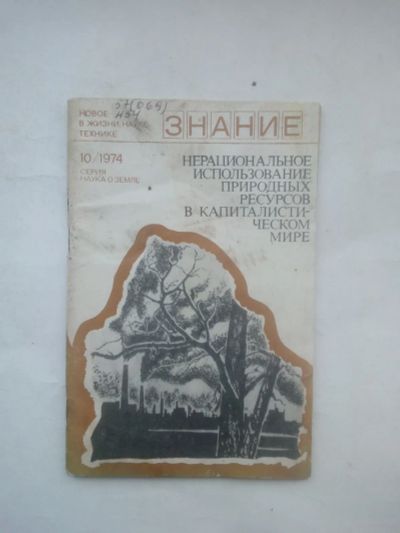 НОВОЕ
В ЖИЗНИ, НАУКЕ,
ТЕХНИКЕ
ЗНАНИЕ
10/1974
СЕРИЯ
НАУКА О ЗЕМЛЕ
НЕРАЦИОНАЛЬНОЕ
ИСПОЛЬЗОВАНИЕ
ПРИРОДНЫХ
РЕСУРСОВ
В КАПИТАЛИСТИ-
ЧЕСКОМ
МИРЕ